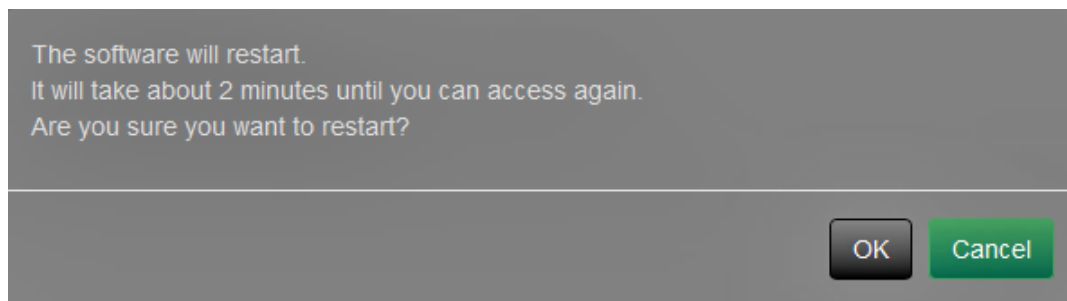 The software will restart.
It will take about 2 minutes until you can access again.
Are you sure you want to restart?
OK Cancel